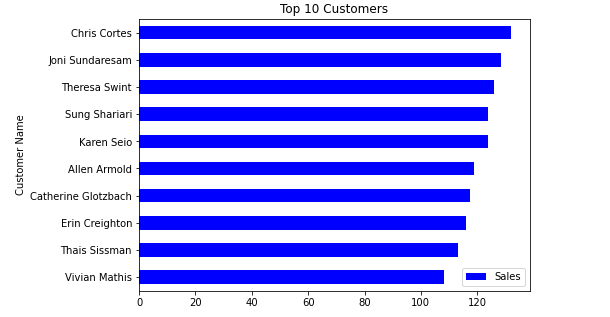 Top 10 Customers
Customer Name
Chris Cortes
Joni Sundaresam
Theresa Swint
Sung Shariari
Karen Seio
Allen Armold
Catherine Glotzbach
Erin Creighton
Thais Sissman
Vivian Mathis
Sales
0 20 40 60 80 100 120